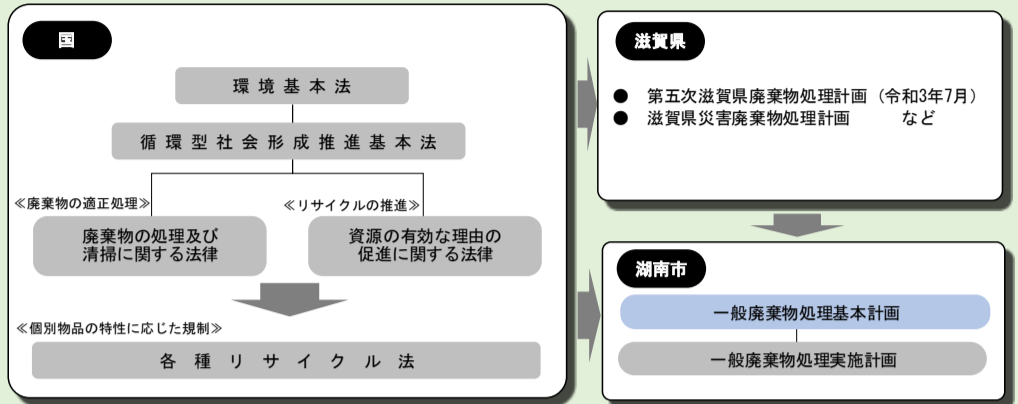 国
環境基本法
循環型社会形成推進基本法
≪廃棄物の適正処理≫
≪リサイクルの推進≫
廃棄物の処理及び
清掃に関する法律
資源の有効な理由の
促進に関する法律
≪個別物品の特性に応じた規制≫
各種リサイクル法
滋賀県
● 第五次滋賀県廃棄物処理計画（令和3年7月）
● 滋賀県災害廃棄物処理計画 など
湖南市
一般廃棄物処理基本計画
一般廃棄物処理実施計画